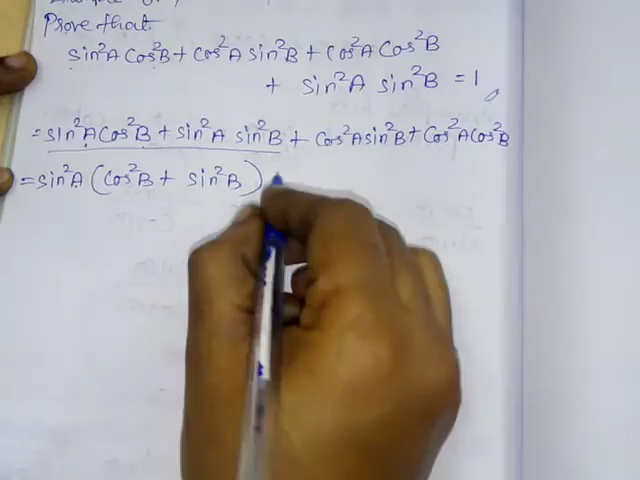 Prove that
sin²A cos²B + cos²A sin²B + cos²A cos²B
+ sin²A sin²B = 1
= sin²A cos²B + sin²A sin²B + cos²A sin²B + cos²A cos²B
= sin²A (cos²B + sin²B)